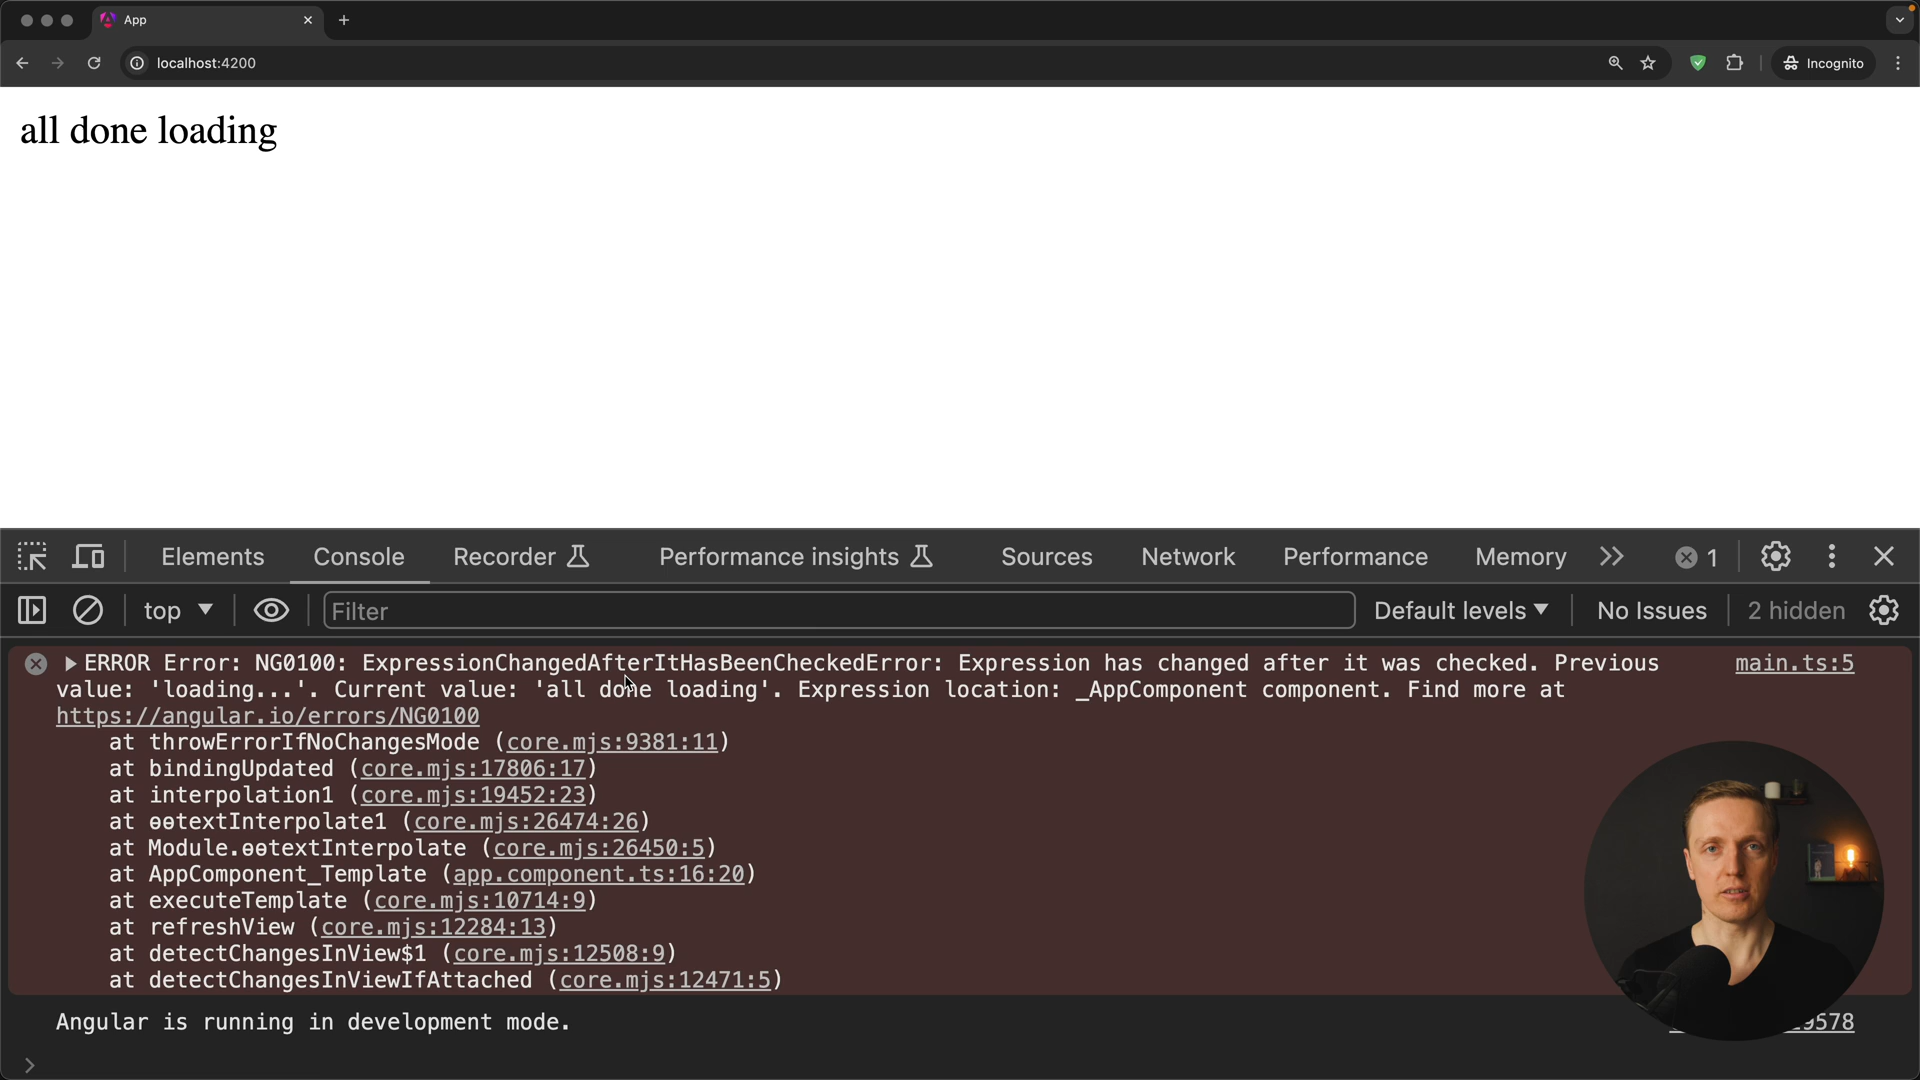 App
localhost:4200
Incognito
all done loading
Elements
Console
Recorder
Performance insights
Sources
Network
Performance
Memory
1
top
Filter
Default levels
No Issues
2 hidden
ERROR Error: NG0100: ExpressionChangedAfterItHasBeenCheckedError: Expression has changed after it was checked. Previous main.ts:5
value: 'loading...'. Current value: 'all done loading'. Expression location: _AppComponent component. Find more at
https://angular.io/errors/NG0100
at throwErrorIfNoChangesMode (core.mjs:9381:11)
at bindingUpdated (core.mjs:17806:17)
at interpolation1 (core.mjs:19452:23)
at ɵɵtextInterpolate1 (core.mjs:26474:26)
at Module.ɵɵtextInterpolate (core.mjs:26450:5)
at AppComponent_Template (app.component.ts:16:20)
at executeTemplate (core.mjs:10714:9)
at refreshView (core.mjs:12284:13)
at detectChangesInView$1 (core.mjs:12508:9)
at detectChangesInViewIfAttached (core.mjs:12471:5)
Angular is running in development mode.